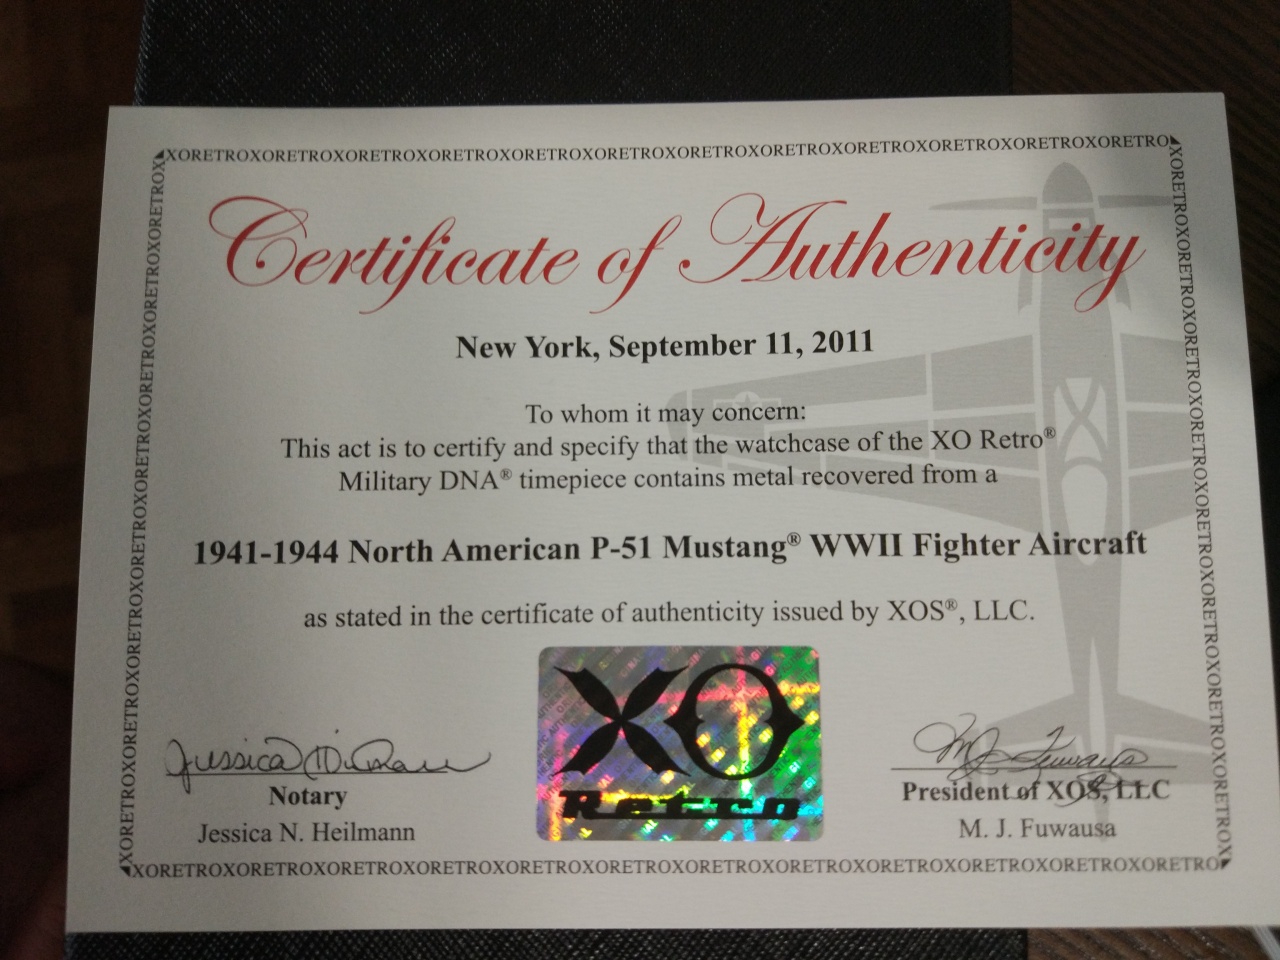 XORETROXORETROXORETROXORETROXORETROXORETROXORETROXORETROXORETROXORETROXORETROXORETRO
Certificate of Authenticity
New York, September 11, 2011
To whom it may concern:
This act is to certify and specify that the watchcase of the XO Retro®
Military DNA® timepiece contains metal recovered from a
1941-1944 North American P-51 Mustang® WWII Fighter Aircraft
as stated in the certificate of authenticity issued by XOS®, LLC.
XO
Retro
Notary
Jessica N. Heilmann
President of XOS, LLC
M. J. Fuwausa
XORETROXORETROXORETROXORETROXORETROXORETROXORETROXORETROXORETROXORETROXORETROXORETRO